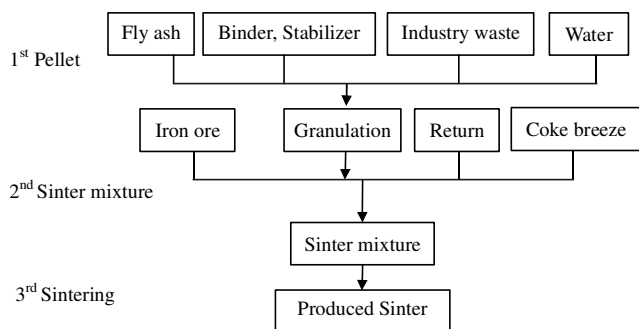 Fly ash
Binder, Stabilizer
Industry waste
Water
1st Pellet
Iron ore
Granulation
Return
Coke breeze
2nd Sinter mixture
Sinter mixture
3rd Sintering
Produced Sinter